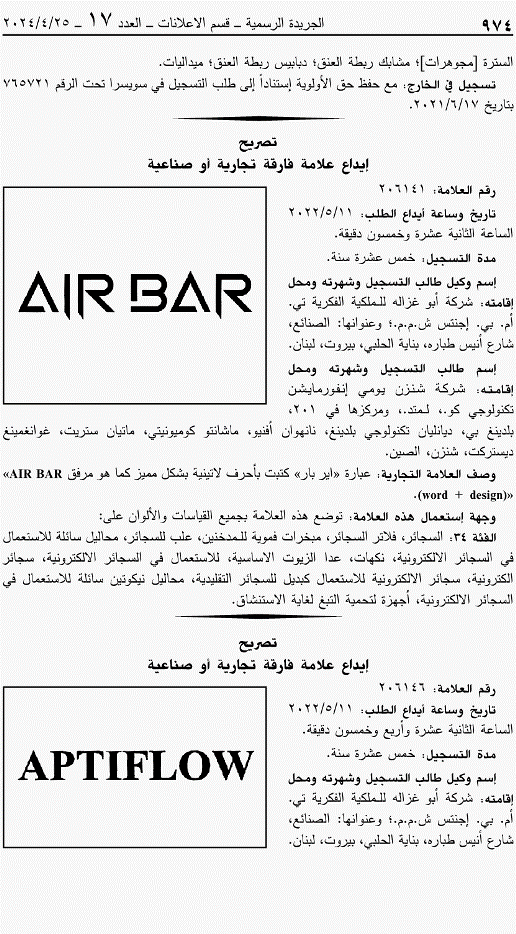 ٩٧٤ الجريدة الرسمية ــ قسم الاعلانات ــ العدد ١٧ ــ ٢٠٢٤/٤/٢٥
السترة [مجوهرات]؛ مشابك ربطة العنق؛ دبابيس ربطة العنق؛ ميداليات.
تسجيل في الخارج: مع حفظ حق الأولوية إستناداً إلى طلب التسجيل في سويسرا تحت الرقم ٧٦٥٧٢١
بتاريخ ٢٠٢١/٦/١٧.
تصريح
إيداع علامة فارقة تجارية أو صناعية
رقم العلامة: ٢٠٦١٤١
تاريخ وساعة أيداع الطلب: ٢٠٢٢/٥/١١
الساعة الثانية عشرة وخمسون دقيقة.
مدة التسجيل: خمس عشرة سنة.
إسم وكيل طالب التسجيل وشهرته ومحل
إقامته: شركة أبو غزاله للملكية الفكرية تي.
أم. بي. إجنتس ش.م.م.؛ وعنوانها: الصنائع،
شارع أنيس طباره، بناية الحلبي، بيروت، لبنان.
AIR BAR
إسم طالب التسجيل وشهرته ومحل
إقامته: شركة شنزن يومي إنفورمايشن
تكنولوجي كو.، لمتد.، ومركزها في ٢٠١،
بلدينغ بي، ديانليان تكنولوجي بلدينغ، نانهوان أفنيو، ماشانتو كوميونيتي، ماتيان ستريت، غوانغمينغ
ديستركت، شنزن، الصين.
وصف العلامة التجارية: عبارة «اير بار» كتبت بأحرف لاتينية بشكل مميز كما هو مرفق AIR BAR»
«(word + design).
وجهة إستعمال هذه العلامة: توضع هذه العلامة بجميع القياسات والألوان على:
الفئة ٣٤: السجائر، فلاتر السجائر، مبخرات فموية للمدخنين، علب للسجائر، محاليل سائلة للاستعمال
في السجائر الالكترونية، نكهات، عدا الزيوت الاساسية، للاستعمال في السجائر الالكترونية، سجائر
الكترونية، سجائر الالكترونية للاستعمال كبديل للسجائر التقليدية، محاليل نيكوتين سائلة للاستعمال في
السجائر الالكترونية، أجهزة لتحمية التبغ لغاية الاستنشاق.
تصريح
إيداع علامة فارقة تجارية أو صناعية
رقم العلامة: ٢٠٦١٤٦
تاريخ وساعة أيداع الطلب: ٢٠٢٢/٥/١١
الساعة الثانية عشرة وأربع وخمسون دقيقة.
مدة التسجيل: خمس عشرة سنة.
إسم وكيل طالب التسجيل وشهرته ومحل
إقامته: شركة أبو غزاله للملكية الفكرية تي.
أم. بي. إجنتس ش.م.م.؛ وعنوانها: الصنائع،
شارع أنيس طباره، بناية الحلبي، بيروت، لبنان.
APTIFLOW